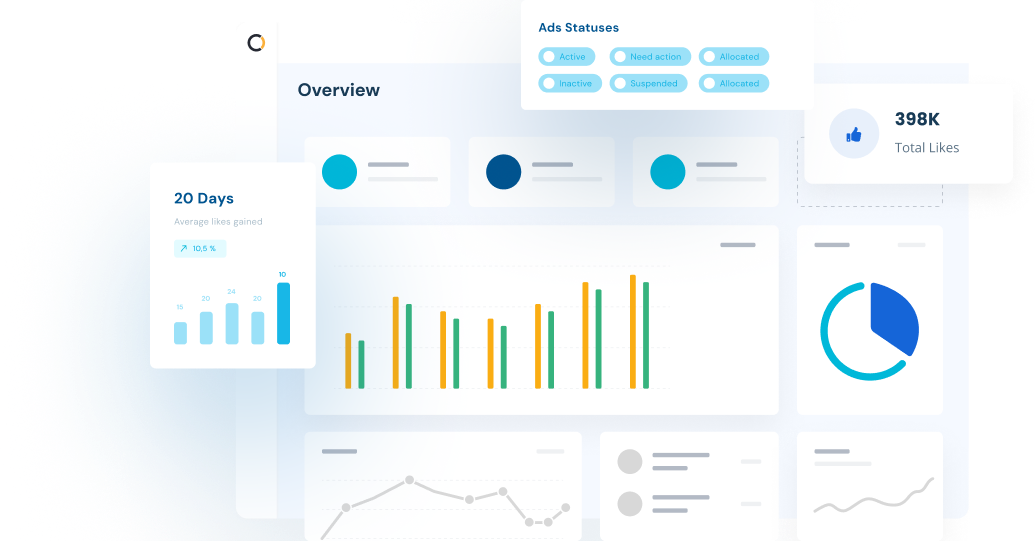 Ads Statuses
Active Need action Allocated
Inactive Suspended Allocated
Overview
398K
Total Likes
20 Days
Average likes gained
10,5 %
15 20 24 20 10